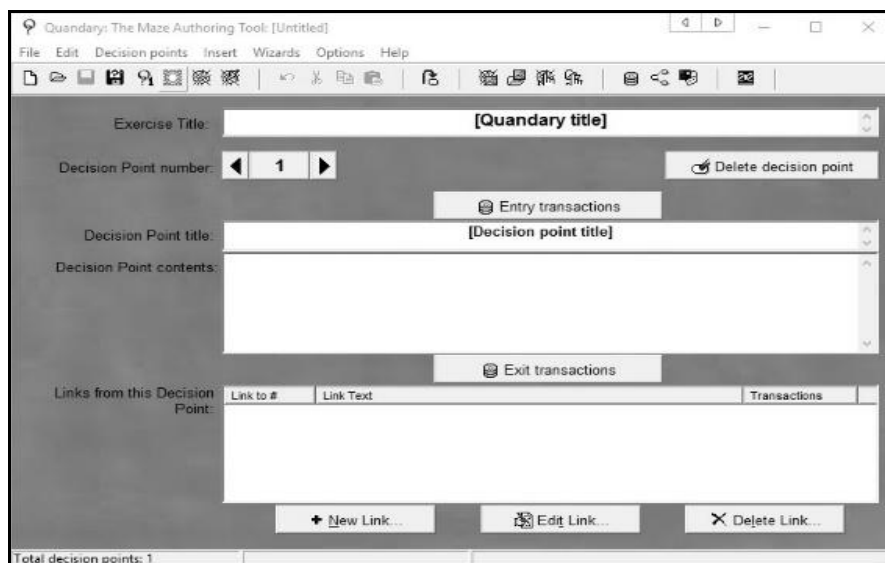 Quandary: The Maze Authoring Tool: [Untitled]
File Edit Decision points Insert Wizards Options Help
Exercise Title: [Quandary title]
Decision Point number: 1 Delete decision point
Entry transactions
Decision Point title: [Decision point title]
Decision Point contents:
Exit transactions
Links from this Decision Point:
Link to # Link Text Transactions
+ New Link... Edit Link... Delete Link...
Total decision points: 1